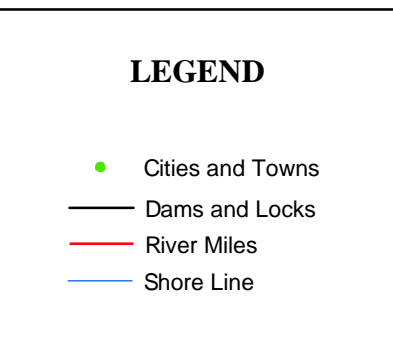 LEGEND
Cities and Towns
Dams and Locks
River Miles
Shore Line